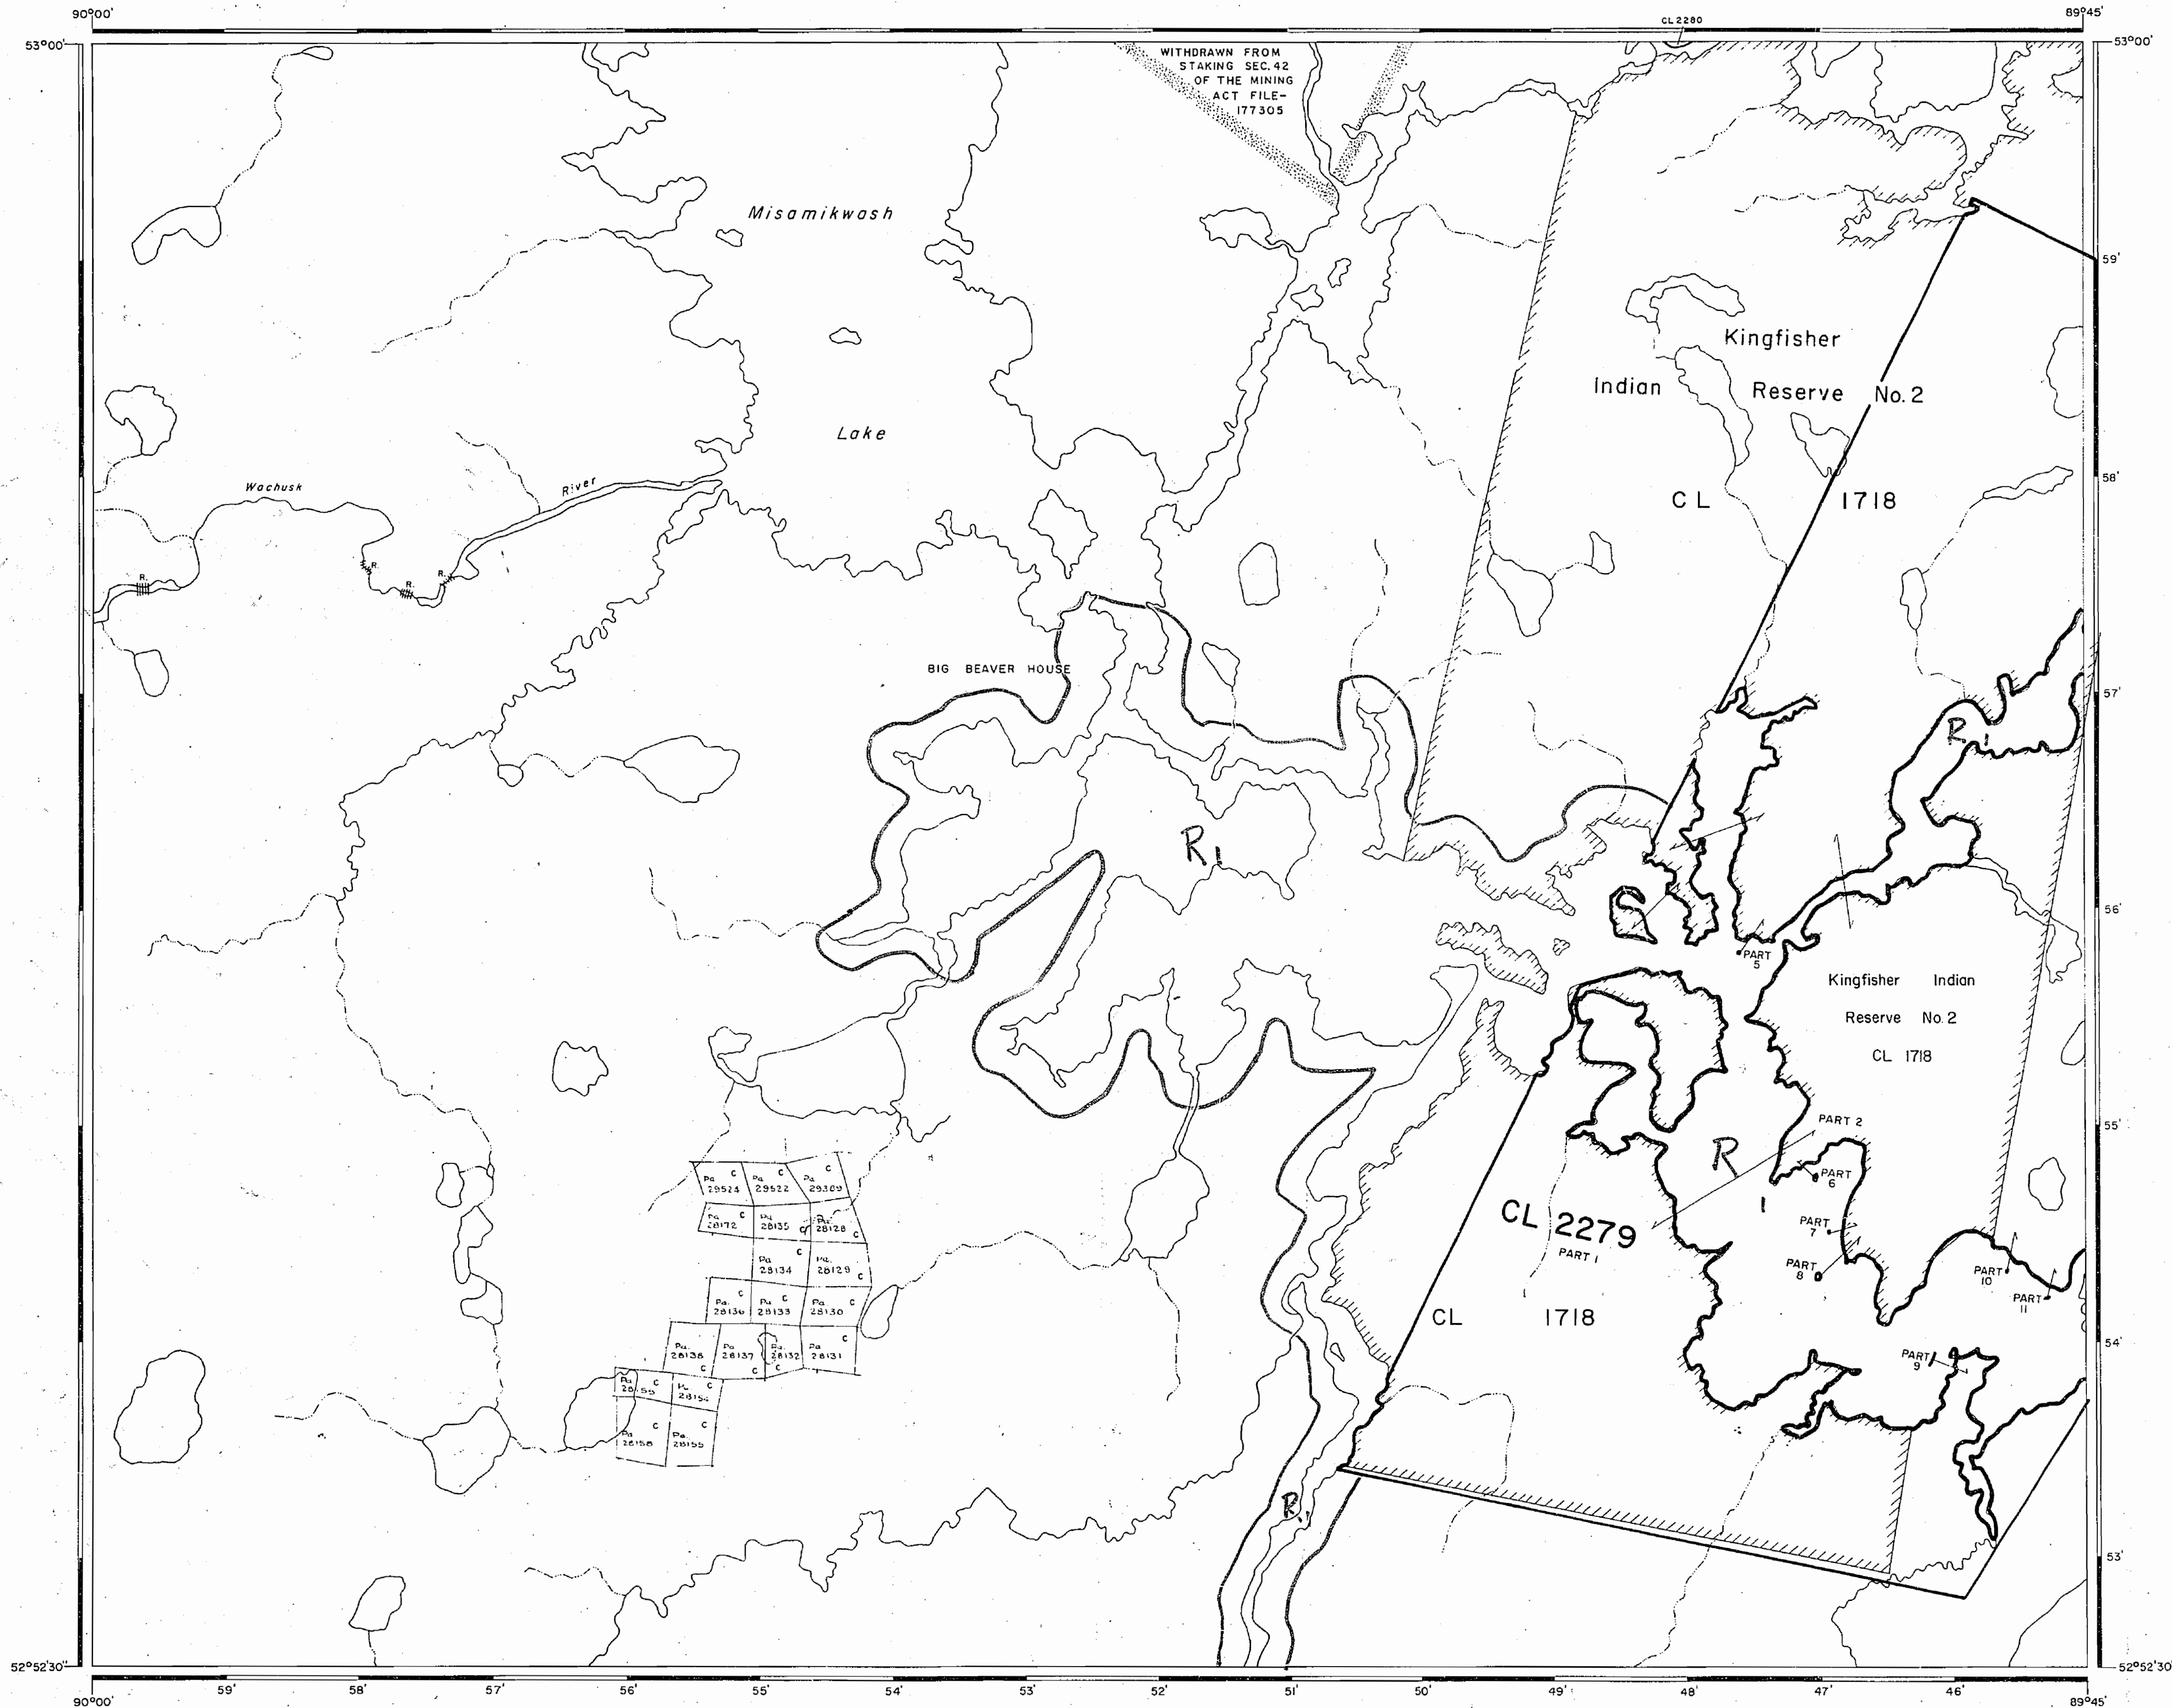 90°00'
CL 2280
89°45'
53°00'
53°00'
WITHDRAWN FROM
STAKING SEC. 42
OF THE MINING
ACT FILE-
177305
Misamikwash
Lake
59'
Kingfisher
Indian Reserve No. 2
CL 1718
58'
Wachusk River
R.
R.
R.
R.
BIG BEAVER HOUSE
57'
R.1
R1
56'
PART
5
Kingfisher Indian
Reserve No. 2
CL 1718
55'
PART 2
R
1
PART
6
PART
7
PART
8
PART
10
PART
11
PART
9
CL 2279
PART 1
CL 1718
54'
Pa 29524 C
Pa 29522 C
Pa 29309 C
Pa 28172 C
Pa 28135 C
Pa. 28128 C
Pa 28134 C
Pa. 28129 C
Pa. 28136 C
Pa 28133 C
Pa 28130 C
Pa. 28138 C
Pa 28137 C
Pa. 28132 C
Pa 28131 C
Pa C
C
Pa 28158 C
Pa. 28155 C
R.1
53'
52°52'30"
52°52'30
90°00'
59'
58'
57'
56'
55'
54'
53'
52'
51'
50'
49'
48'
47'
46'
89°45'